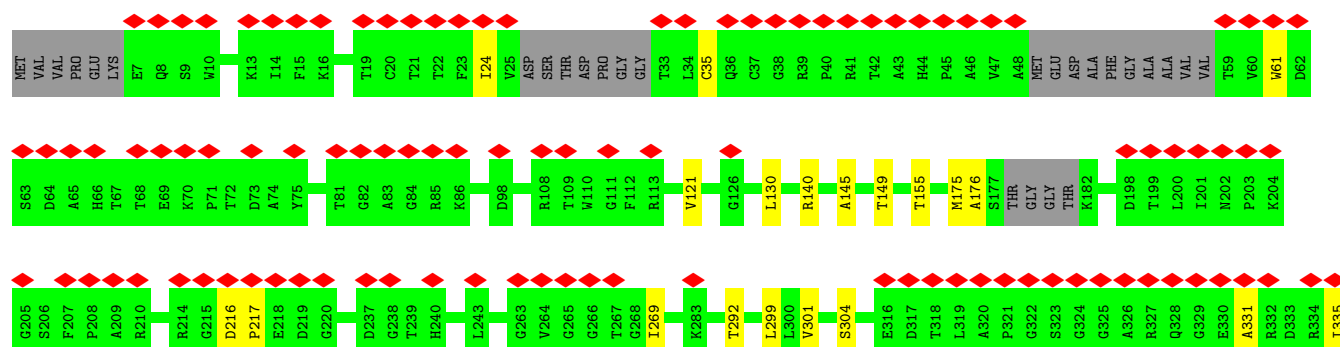 MET VAL VAL PRO GLU LYS E7 Q8 S9 W10 K13 I14 F15 K16 T19 C20 T21 T22 F23 I24 V25 ASP SER THR ASP PRO GLY GLY T33 L34 C35 Q36 C37 G38 R39 P40 R41 T42 A43 H44 P45 A46 V47 A48 MET GLU ASP ALA PHE GLY ALA ALA VAL VAL T59 V60 W61 D62
S63 D64 A65 H66 T67 T68 E69 K70 P71 T72 D73 A74 Y75 T81 G82 A83 G84 R85 K86 D98 R108 T109 W110 G111 F112 R113 V121 G126 L130 R140 A145 T149 T155 M175 A176 S177 THR GLY GLY THR K182 D198 T199 L200 I201 N202 P203 K204
G205 S206 F207 P208 A209 R210 R214 G215 D216 P217 E218 D219 G220 D237 G238 T239 H240 L243 G263 V264 G265 G266 T267 G268 I269 K283 T292 L299 L300 V301 S304 E316 D317 T318 L319 A320 P321 G322 S323 G324 G325 A326 R327 Q328 G329 E330 A331 R332 D333 R334 I335